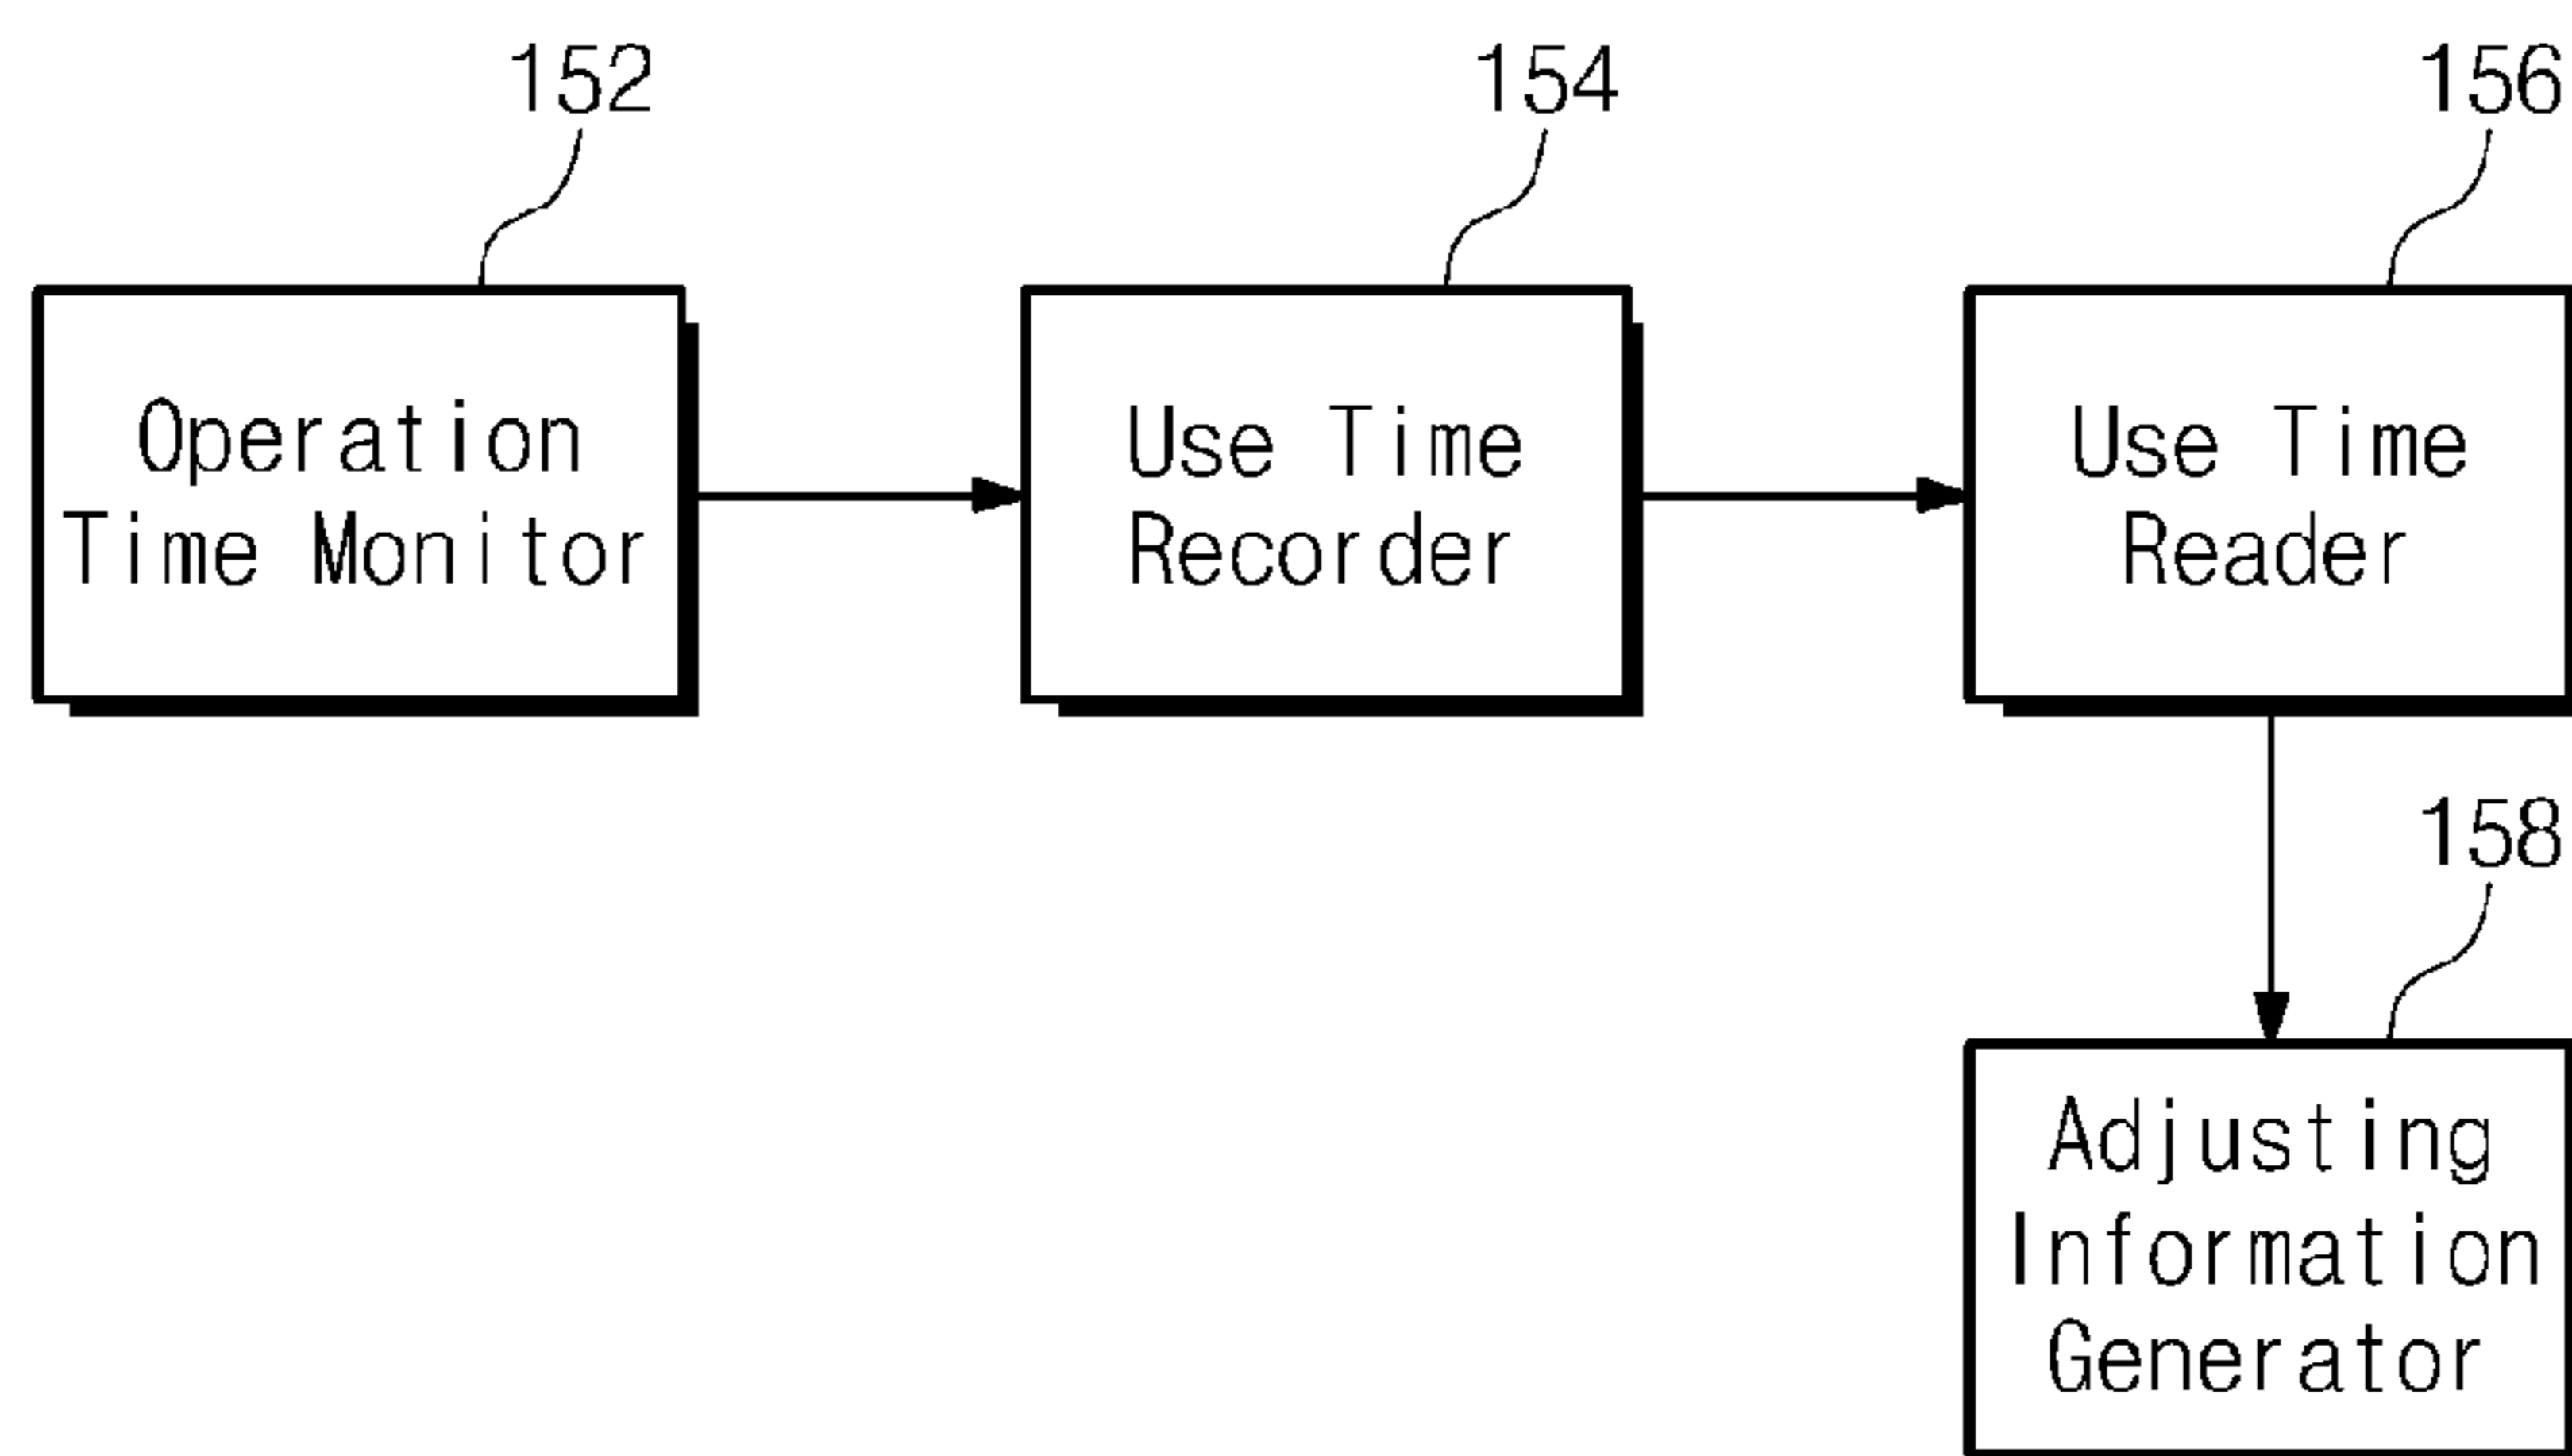 152
154
156
Operation
Time Monitor
Use Time
Recorder
Use Time
Reader
158
Adjusting
Information
Generator